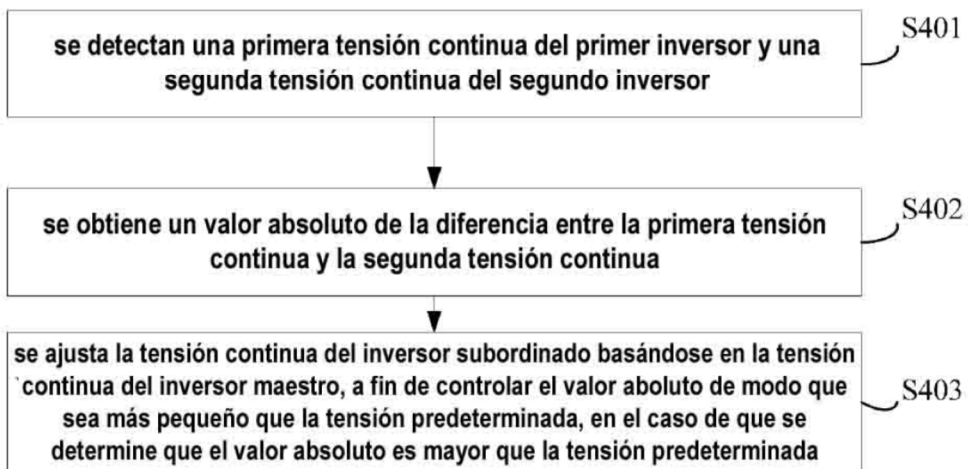 se detectan una primera tensión continua del primer inversor y una
segunda tensión continua del segundo inversor
S401
se obtiene un valor absoluto de la diferencia entre la primera tensión
continua y la segunda tensión continua
S402
se ajusta la tensión continua del inversor subordinado basándose en la tensión
continua del inversor maestro, a fin de controlar el valor aboluto de modo que
sea más pequeño que la tensión predeterminada, en el caso de que se
determine que el valor absoluto es mayor que la tensión predeterminada
S403